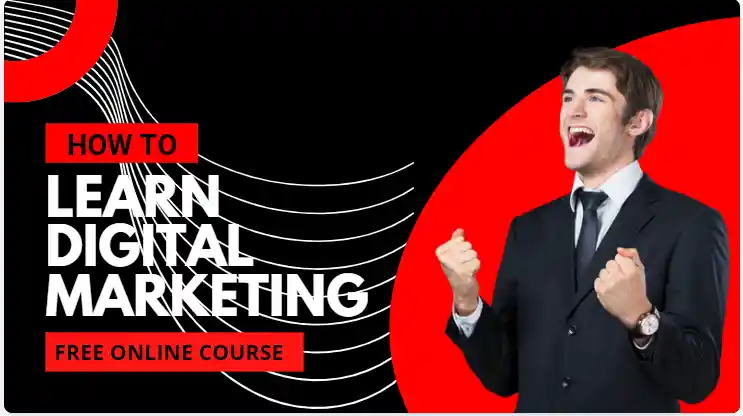 HOW TO
LEARN
DIGITAL
MARKETING
FREE ONLINE COURSE